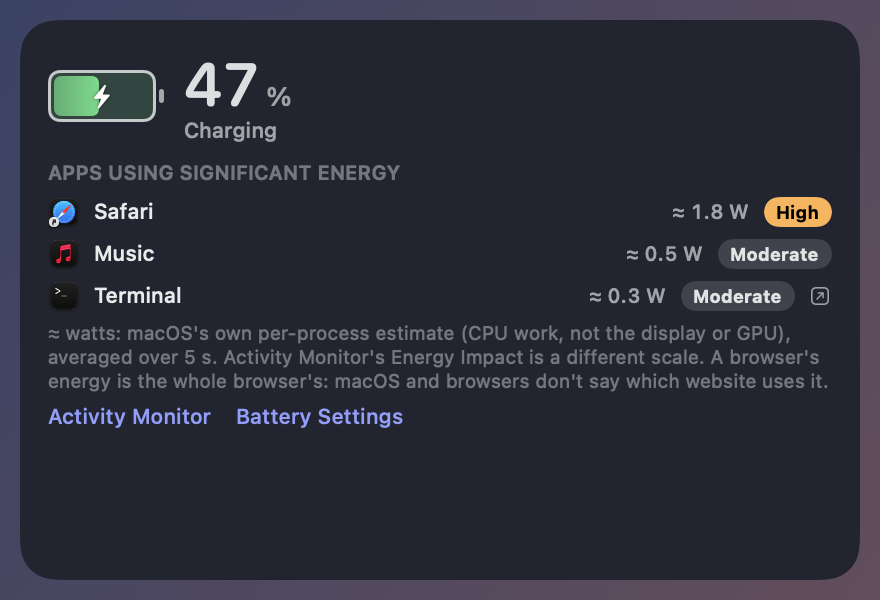 47 %
Charging
APPS USING SIGNIFICANT ENERGY
Safari ≈ 1.8 W High
Music ≈ 0.5 W Moderate
Terminal ≈ 0.3 W Moderate
≈ watts: macOS's own per-process estimate (CPU work, not the display or GPU),
averaged over 5 s. Activity Monitor's Energy Impact is a different scale. A browser's
energy is the whole browser's: macOS and browsers don't say which website uses it.
Activity Monitor Battery Settings